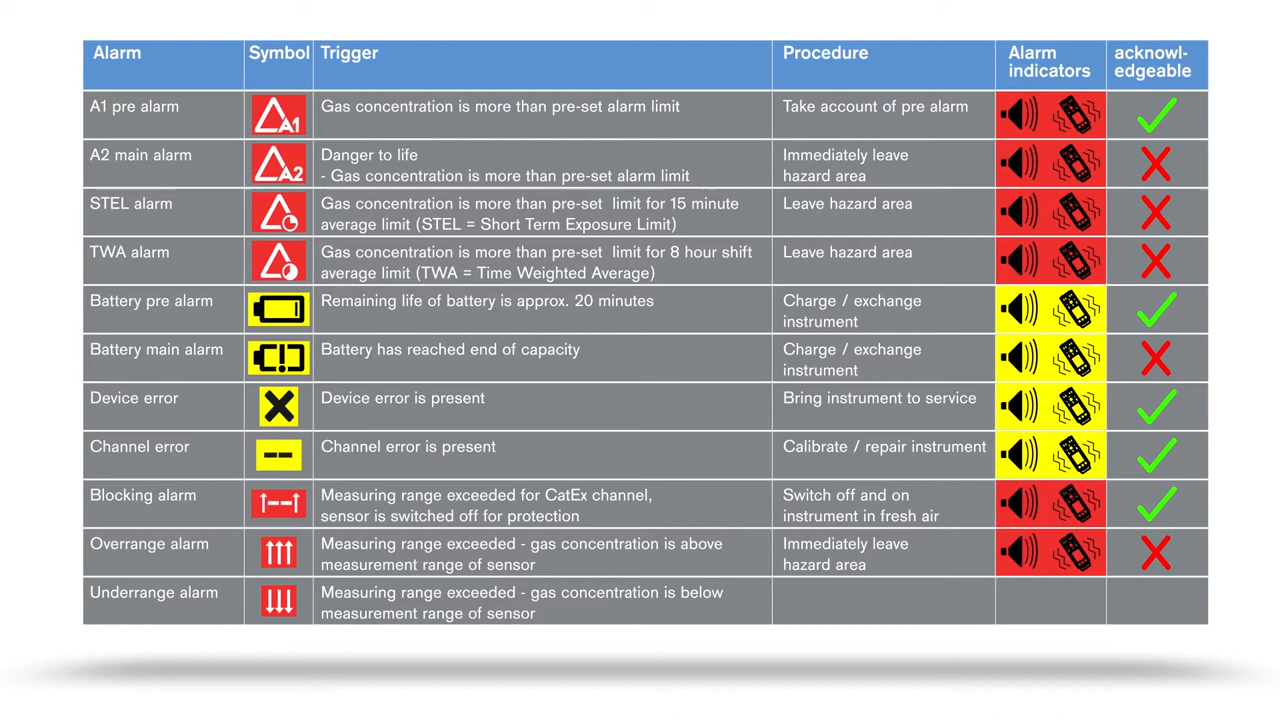 Alarm Symbol Trigger Procedure Alarm indicators acknowl-edgeable
A1 pre alarm A1 Gas concentration is more than pre-set alarm limit Take account of pre alarm
A2 main alarm A2 Danger to life Immediately leave
- Gas concentration is more than pre-set alarm limit hazard area
STEL alarm Gas concentration is more than pre-set limit for 15 minute Leave hazard area
average limit (STEL = Short Term Exposure Limit)
TWA alarm Gas concentration is more than pre-set limit for 8 hour shift Leave hazard area
average limit (TWA = Time Weighted Average)
Battery pre alarm Remaining life of battery is approx. 20 minutes Charge / exchange
instrument
Battery main alarm Battery has reached end of capacity Charge / exchange
instrument
Device error Device error is present Bring instrument to service
Channel error Channel error is present Calibrate / repair instrument
Blocking alarm Measuring range exceeded for CatEx channel, Switch off and on
sensor is switched off for protection instrument in fresh air
Overrange alarm Measuring range exceeded - gas concentration is above Immediately leave
measurement range of sensor hazard area
Underrange alarm Measuring range exceeded - gas concentration is below
measurement range of sensor